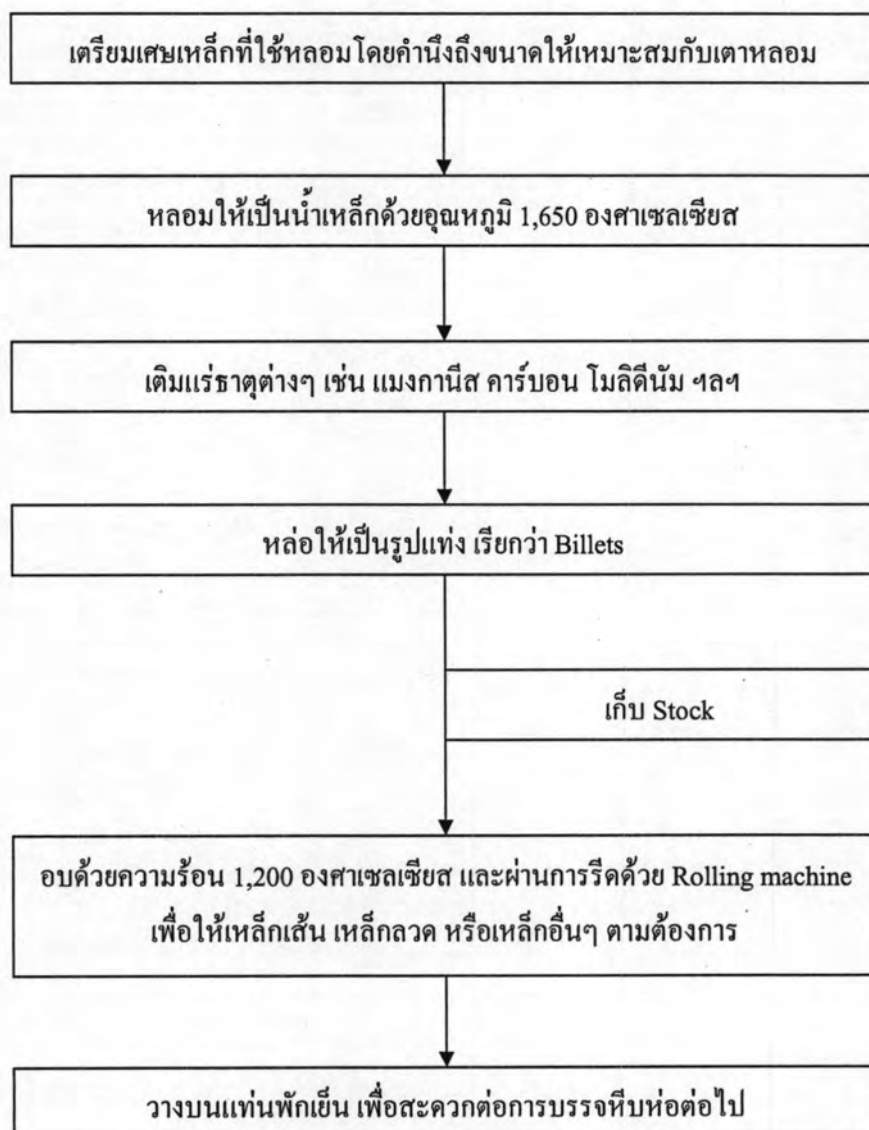 เตรียมเศษเหล็กที่ใช้หลอม โดยคำนึงถึงขนาดให้เหมาะสมกับเตาหลอม
หลอมให้เป็นน้ำเหล็กด้วยอุณหภูมิ 1,650 องศาเซลเซียส
เติมแร่ธาตุต่างๆ เช่น แมงกานีส คาร์บอน โมลิดีนัม ฯลฯ
หล่อให้เป็นรูปแท่ง เรียกว่า Billets
เก็บ Stock
อบด้วยความร้อน 1,200 องศาเซลเซียส และผ่านการรีดด้วย Rolling machine
เพื่อให้เหล็กเส้น เหล็กลวด หรือเหล็กอื่นๆ ตามต้องการ
วางบนแท่นพักเย็น เพื่อสะดวกต่อการบรรจุหีบห่อต่อไป